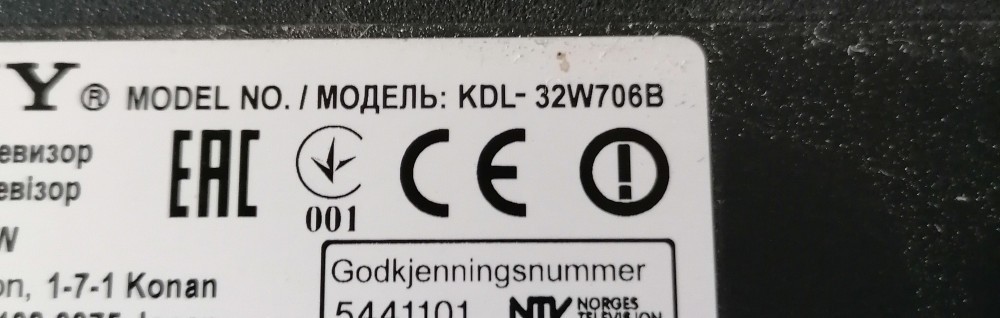 Y® MODEL NO. / МОДЕЛЬ: KDL- 32W706B
евизор
евізор
EAC
001
CE
W
on, 1-7-1 Konan
Godkjenningsnummer
5441101 NTV NORGES
TELEVISJON